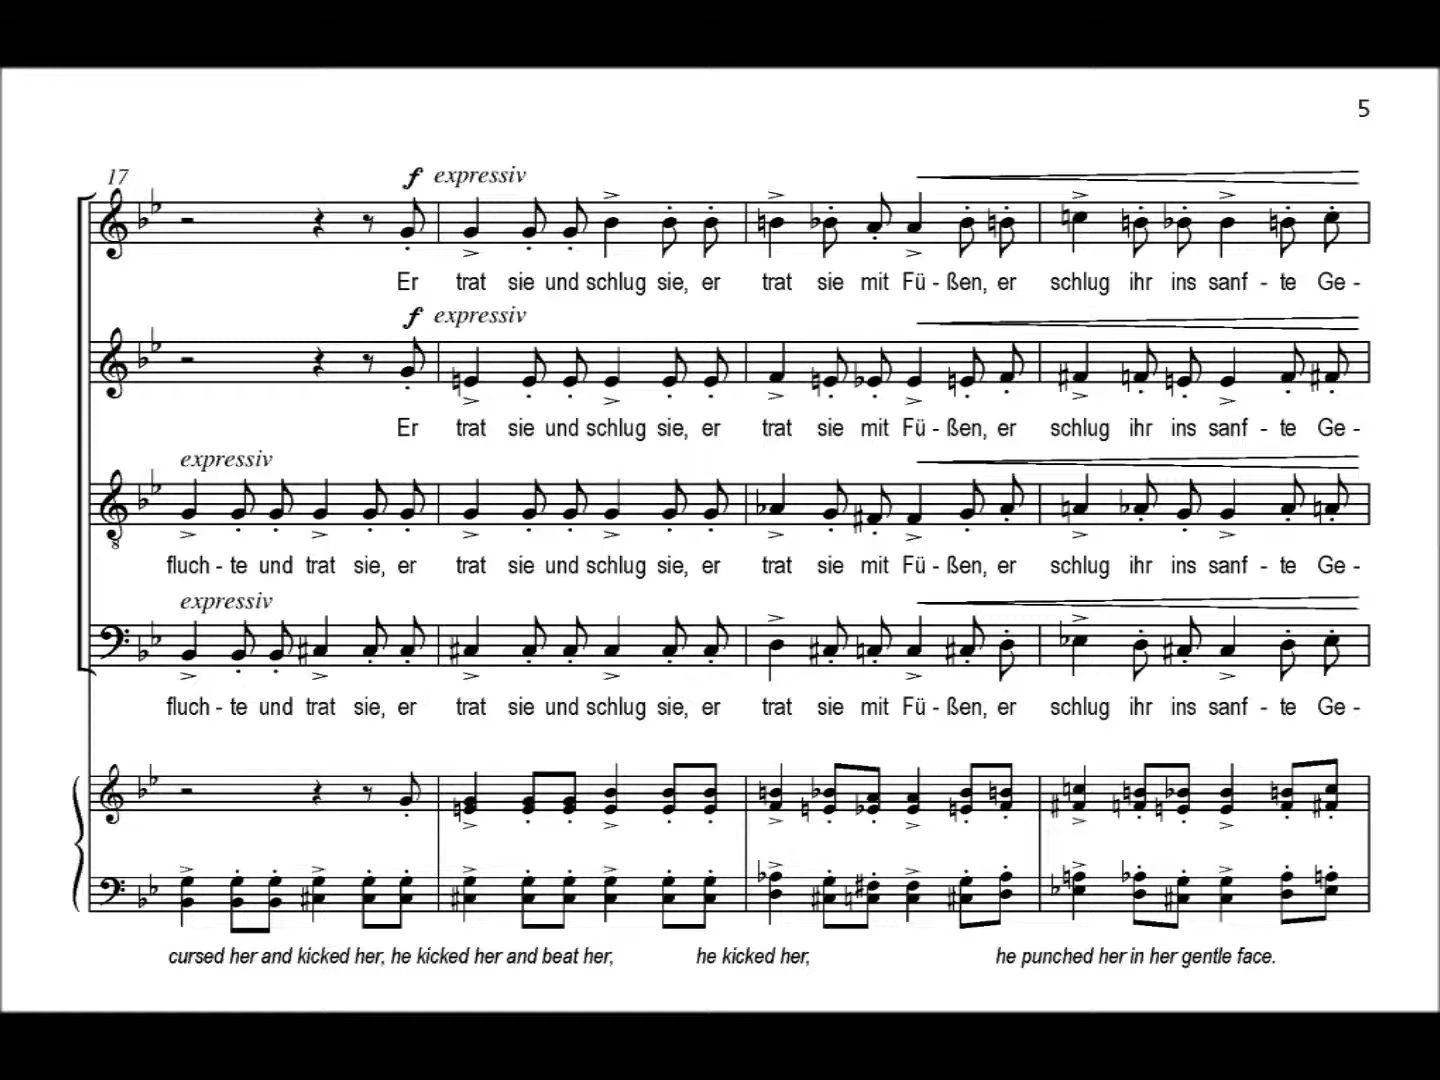 5
17
f expressiv
Er trat sie und schlug sie, er trat sie mit Fü - ßen, er schlug ihr ins sanf - te Ge -
f expressiv
Er trat sie und schlug sie, er trat sie mit Fü - ßen, er schlug ihr ins sanf - te Ge -
expressiv
8
fluch - te und trat sie, er trat sie und schlug sie, er trat sie mit Fü - ßen, er schlug ihr ins sanf - te Ge -
expressiv
fluch - te und trat sie, er trat sie und schlug sie, er trat sie mit Fü - ßen, er schlug ihr ins sanf - te Ge -
cursed her and kicked her, he kicked her and beat her, he kicked her, he punched her in her gentle face.